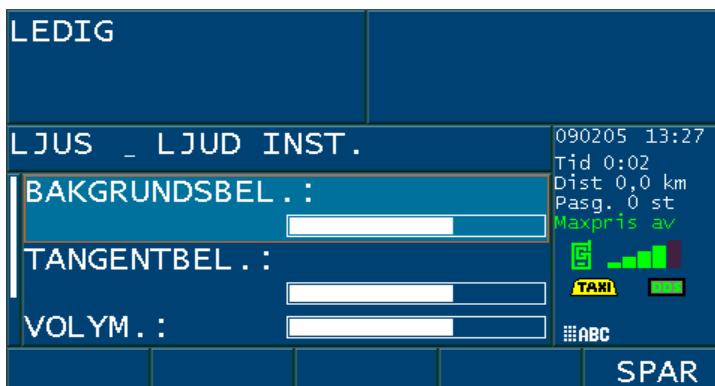 LEDIG
LJUS _ LJUD INST.
BAKGRUNDSBEL.:
TANGENTBEL.:
VOLYM.:
090205 13:27
Tid 0:02
Dist 0,0 km
Pasg. 0 st
Maxpris av
TAXI
DDS
ABC
SPAR